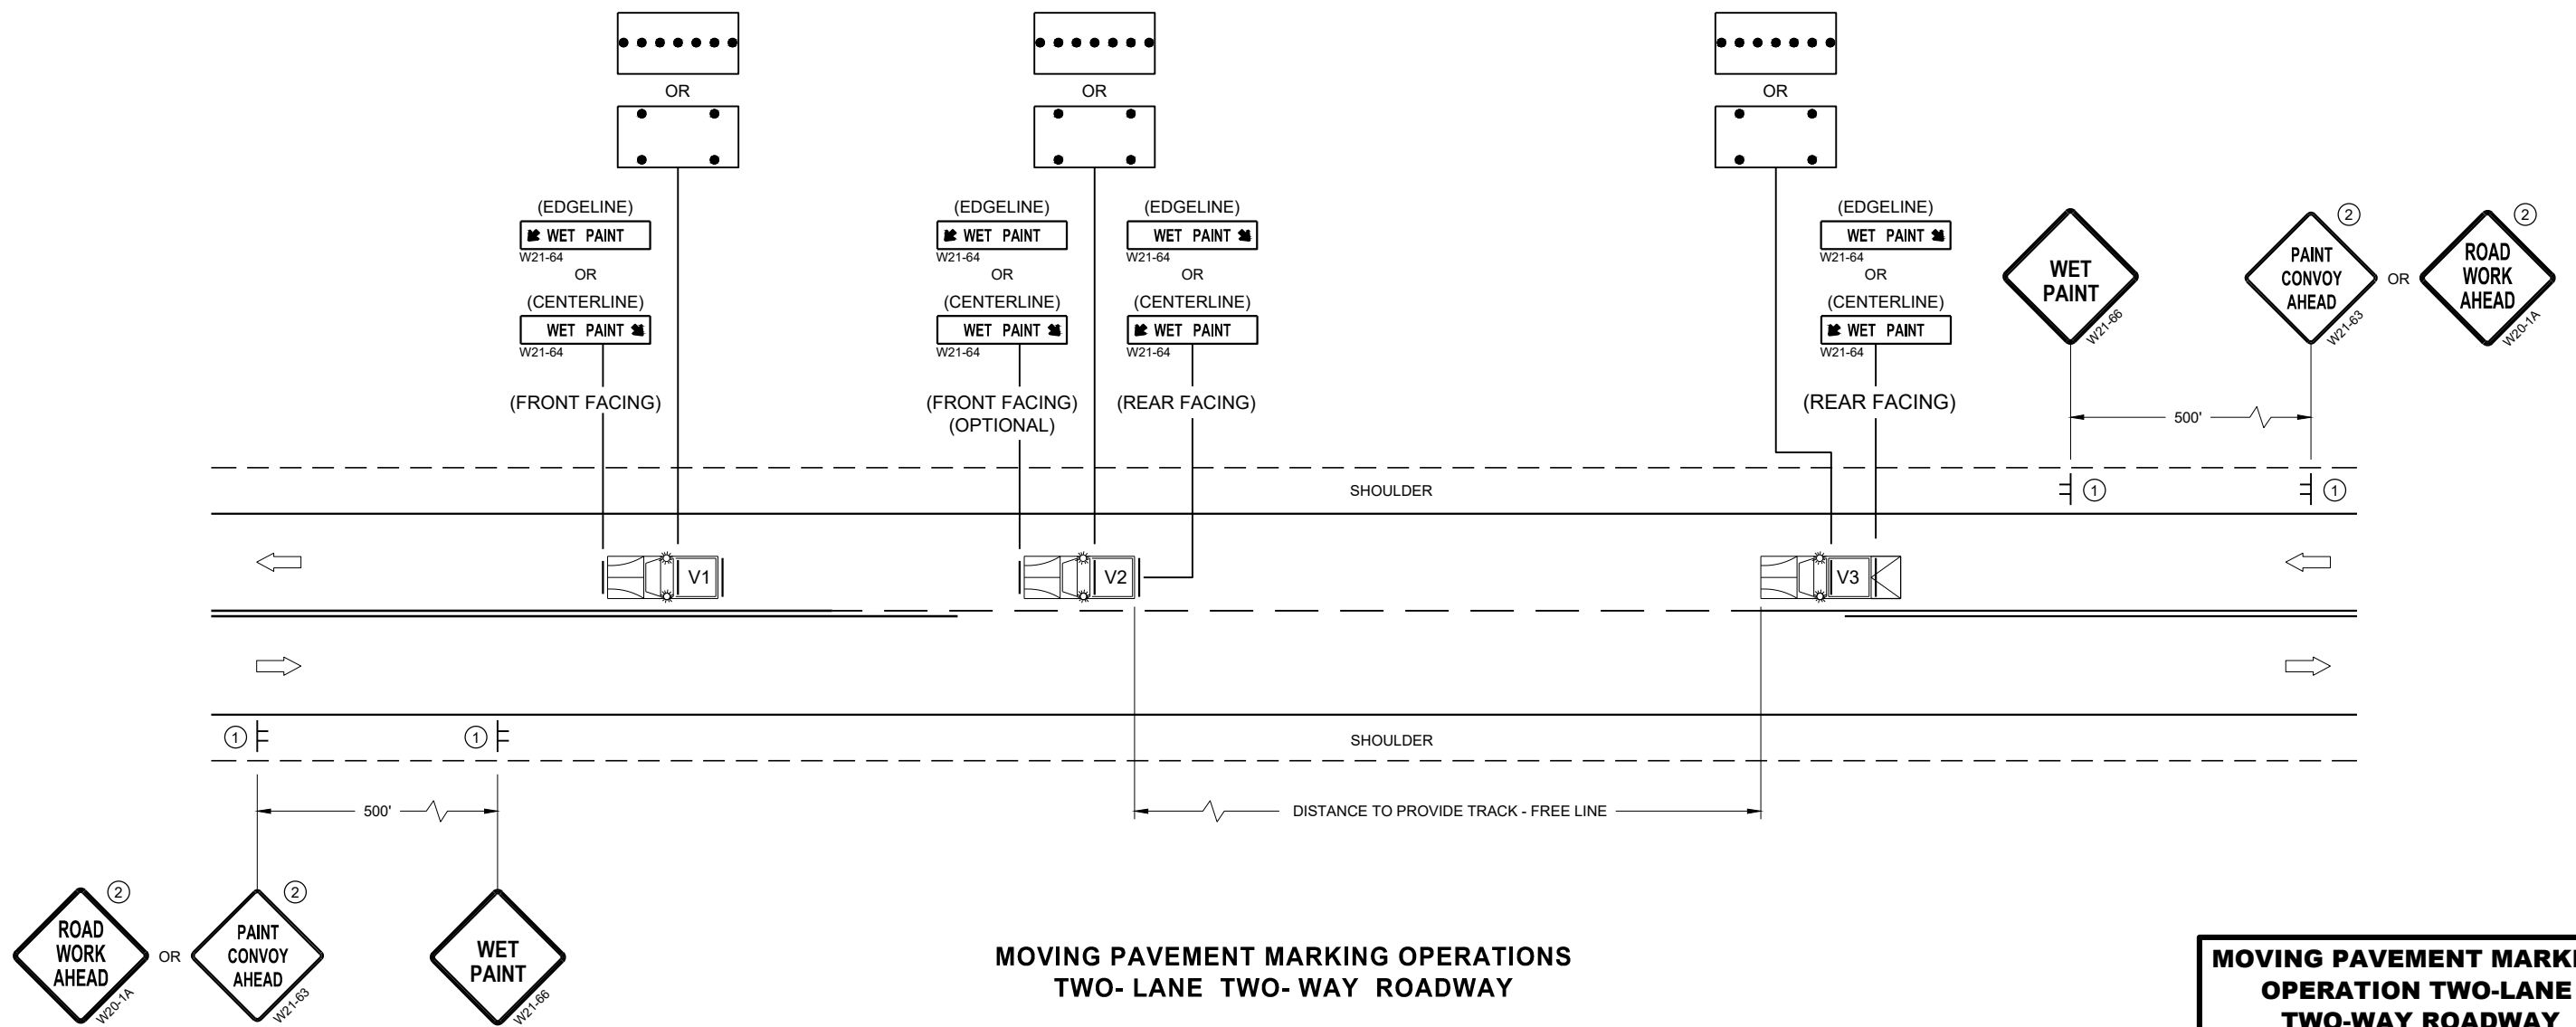 OR
OR
OR
(EDGELINE)
WET PAINT
W21-64
OR
(CENTERLINE)
WET PAINT
W21-64
(FRONT FACING)
(EDGELINE)
WET PAINT
W21-64
OR
(CENTERLINE)
WET PAINT
W21-64
(FRONT FACING)
(OPTIONAL)
(EDGELINE)
WET PAINT
W21-64
OR
(CENTERLINE)
WET PAINT
W21-64
(REAR FACING)
(EDGELINE)
WET PAINT
W21-64
OR
(CENTERLINE)
WET PAINT
W21-64
(REAR FACING)
WET
PAINT
W21-66
2
PAINT
CONVOY
AHEAD
W21-63
OR
2
ROAD
WORK
AHEAD
W20-1A
500'
SHOULDER
1
1
V1
V2
V3
1
1
SHOULDER
500'
DISTANCE TO PROVIDE TRACK - FREE LINE
2
ROAD
WORK
AHEAD
W20-1A
OR
2
PAINT
CONVOY
AHEAD
W21-63
WET
PAINT
W21-66
MOVING PAVEMENT MARKING OPERATIONS
TWO- LANE TWO- WAY ROADWAY
MOVING PAVEMENT
OPERATION TWO-LANE
TWO-WAY ROADWAY